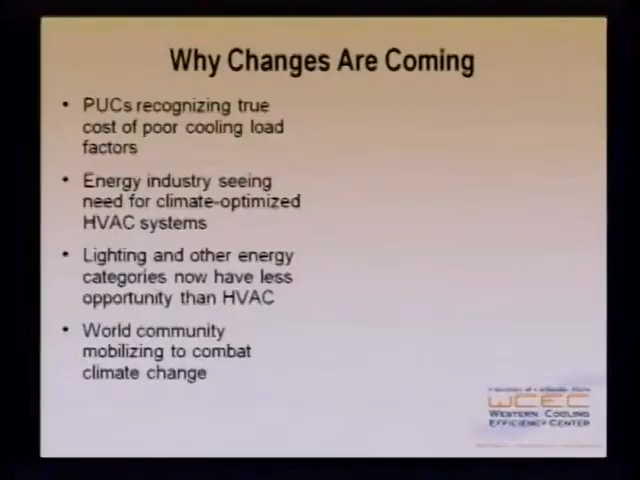 Why Changes Are Coming
• PUCs recognizing true
cost of poor cooling load
factors
• Energy industry seeing
need for climate-optimized
HVAC systems
• Lighting and other energy
categories now have less
opportunity than HVAC
• World community
mobilizing to combat
climate change
WCEC
Western Cooling
Efficiency Center